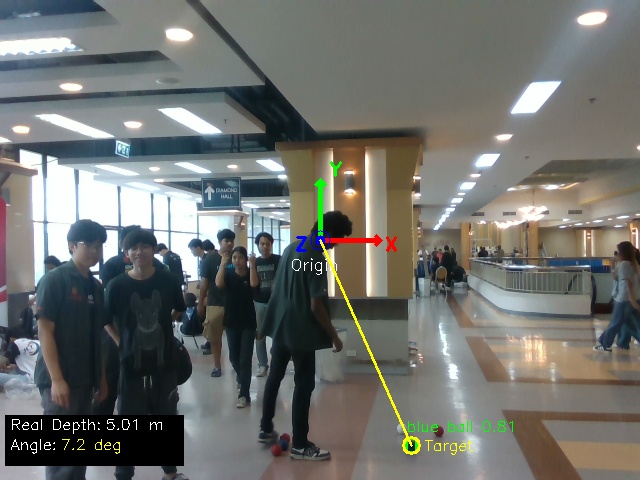 DIAMOND
HALL
Y
Z
X
Origin
blue ball 0.81
Target
Real Depth: 5.01 m
Angle: 7.2 deg